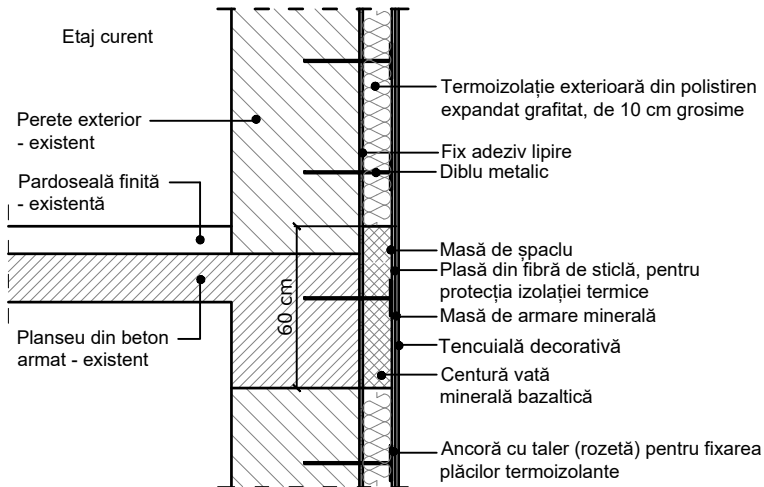 Etaj curent
Perete exterior
- existent
Pardoseală finită
- existentă
Planseu din beton
armat - existent
60 cm
Termoizolație exterioară din polistiren
expandat grafitat, de 10 cm grosime
Fix adeziv lipire
Diblu metalic
Masă de șpaclu
Plasă din fibră de sticlă, pentru
protecția izolației termice
Masă de armare minerală
Tencuială decorativă
Centură vată
minerală bazaltică
Ancoră cu taler (rozetă) pentru fixarea
plăcilor termoizolante